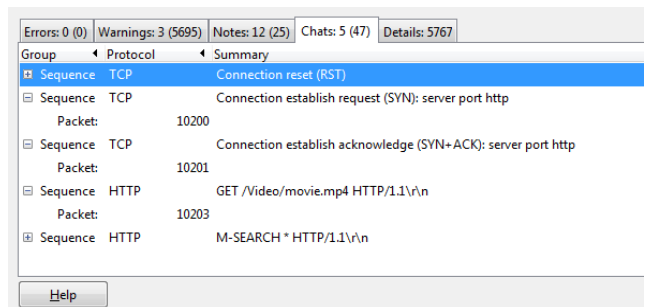 Errors: 0 (0) Warnings: 3 (5695) Notes: 12 (25) Chats: 5 (47) Details: 5767
Group Protocol Summary
Sequence TCP Connection reset (RST)
Sequence TCP Connection establish request (SYN): server port http
Packet: 10200
Sequence TCP Connection establish acknowledge (SYN+ACK): server port http
Packet: 10201
Sequence HTTP GET /Video/movie.mp4 HTTP/1.1\r\n
Packet: 10203
Sequence HTTP M-SEARCH * HTTP/1.1\r\n
Help